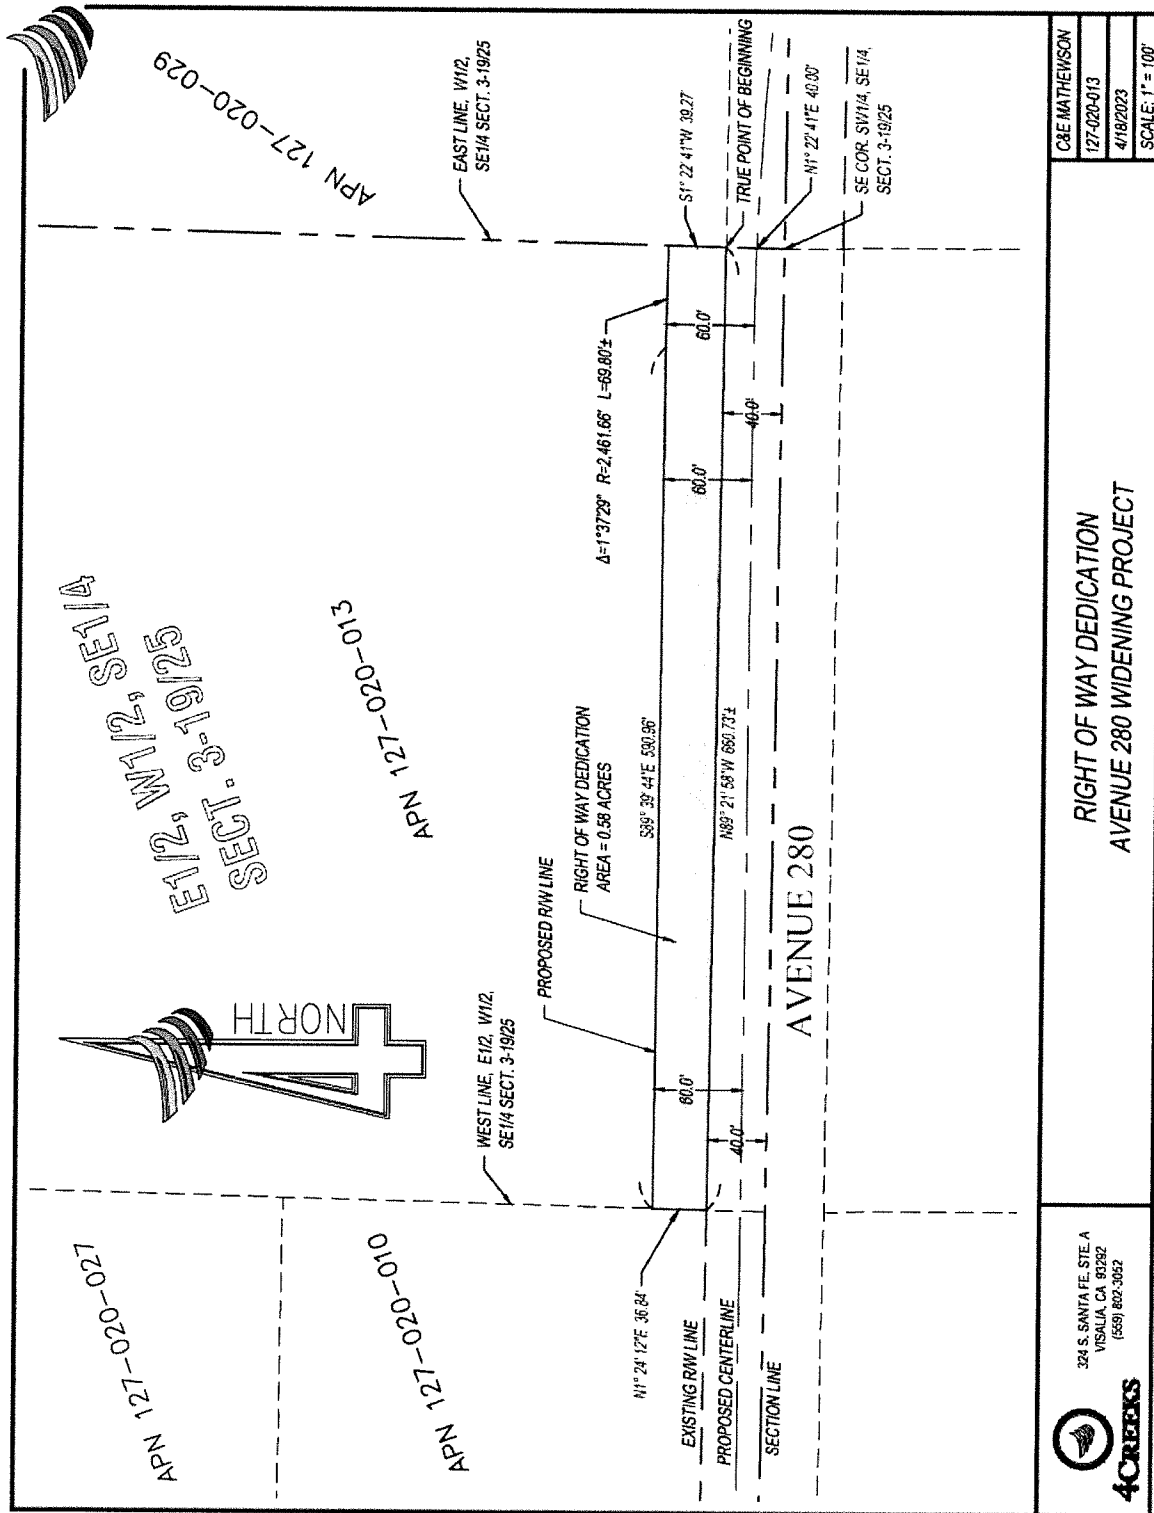 APN 127-020-027
APN 127-020-010
APN 127-020-029
E1/2, W1/2, SE1/4
SECT. 3-19/25
APN 127-020-013
NORTH
EAST LINE, W1/2,
SE1/4 SECT. 3-19/25
WEST LINE, E1/2, W1/2,
SE1/4 SECT. 3-19/25
PROPOSED R/W LINE
RIGHT OF WAY DEDICATION
AREA = 0.58 ACRES
Δ=1°37'29" R=2,461.66' L=69.80'±
S1° 22' 41"W 39.27'
TRUE POINT OF BEGINNING
N1° 22' 41"E 40.00'
SE COR. SW1/4, SE1/4,
SECT. 3-19/25
S89° 39' 44"E 590.96'
N89° 21' 58"W 660.73'±
60.0'
40.0'
60.0'
60.0'
40.0'
N1° 24' 12"E 36.84'
EXISTING R/W LINE
PROPOSED CENTERLINE
SECTION LINE
AVENUE 280
4CREEKS
324 S. SANTA FE, STE. A
VISALIA, CA 93292
(559) 802-3052
RIGHT OF WAY DEDICATION
AVENUE 280 WIDENING PROJECT
C&E MATHEWSON
127-020-013
4/18/2023
SCALE: 1" = 100'